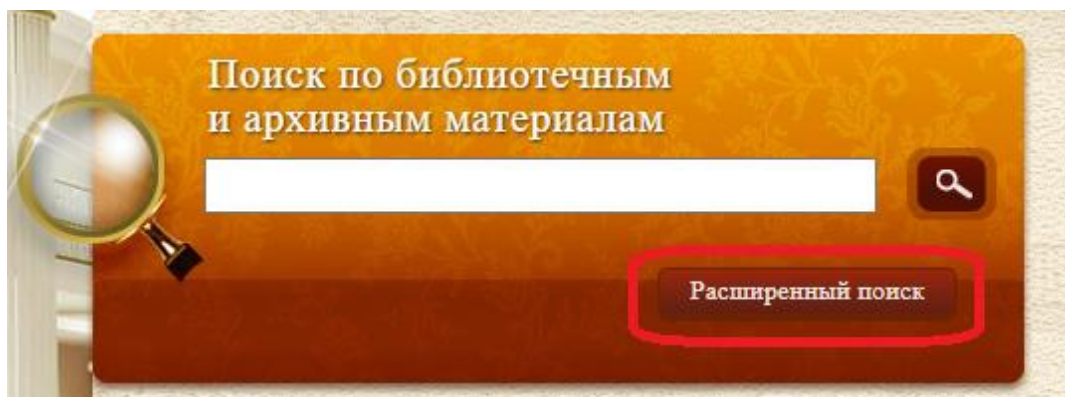 Поиск по библиотечным
и архивным материалам
Расширенный поиск